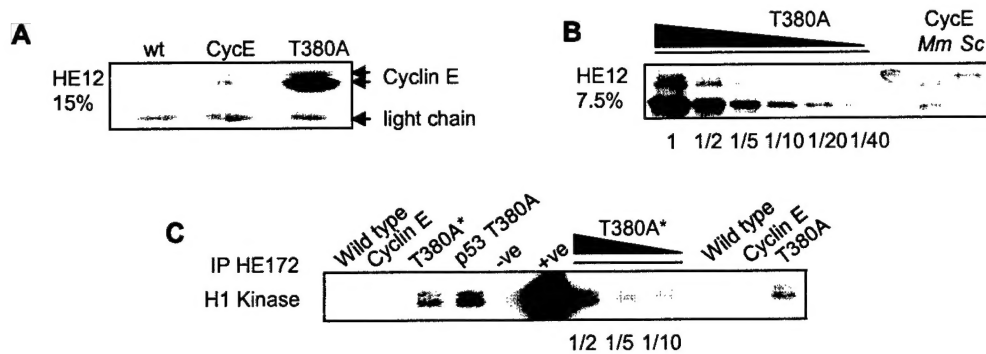 A
wt CycE T380A
HE12
15%
Cyclin E
light chain
B
T380A
CycE
Mm Sc
HE12
7.5%
1 1/2 1/5 1/10 1/20 1/40
C
Wild type Cyclin E T380A* p53 T380A -ve +ve T380A* Wild type Cyclin E T380A
IP HE172
H1 Kinase
1/2 1/5 1/10